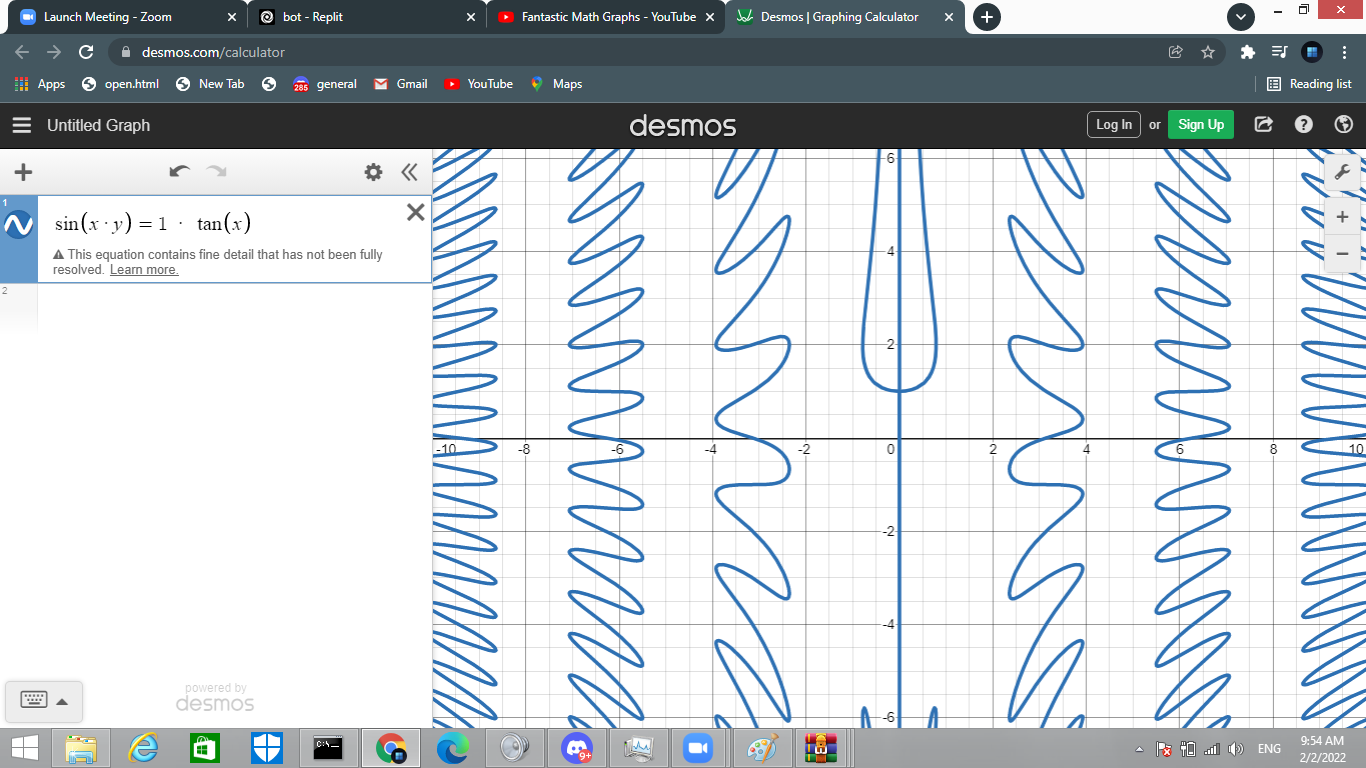 Launch Meeting - Zoom
bot - Replit
Fantastic Math Graphs - YouTube
Desmos | Graphing Calculator
desmos.com/calculator
Apps
open.html
New Tab
285
general
Gmail
YouTube
Maps
Reading list
Untitled Graph
desmos
Log In
or
Sign Up
1
sin(x · y) = 1 · tan(x)
This equation contains fine detail that has not been fully
resolved. Learn more.
2
6
4
2
-10 -8 -6 -4 -2 0 2 4 6 8 10
-2
-4
-6
powered by
desmos
C:\_
9+
ENG
9:54 AM
2/2/2022